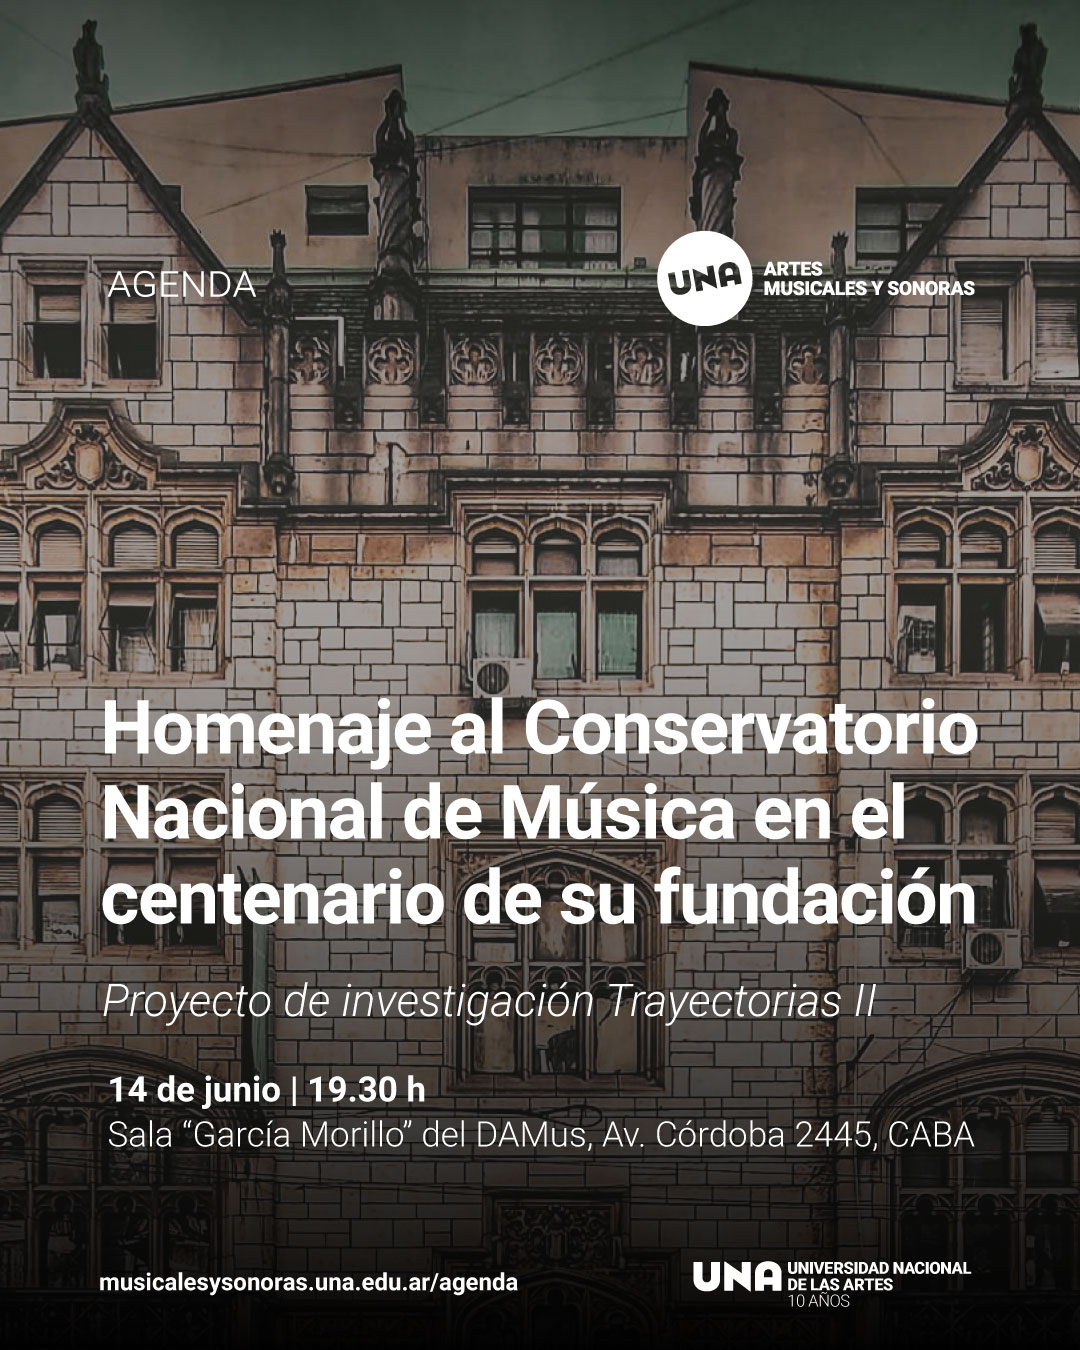 AGENDA
UNA ARTES
MUSICALES Y SONORAS
Homenaje al Conservatorio
Nacional de Música en el
centenario de su fundación
Proyecto de investigación Trayectorias II
14 de junio | 19.30 h
Sala “García Morillo” del DAMus, Av. Córdoba 2445, CABA
musicalesysonoras.una.edu.ar/agenda
UNA UNIVERSIDAD NACIONAL
DE LAS ARTES
10 AÑOS